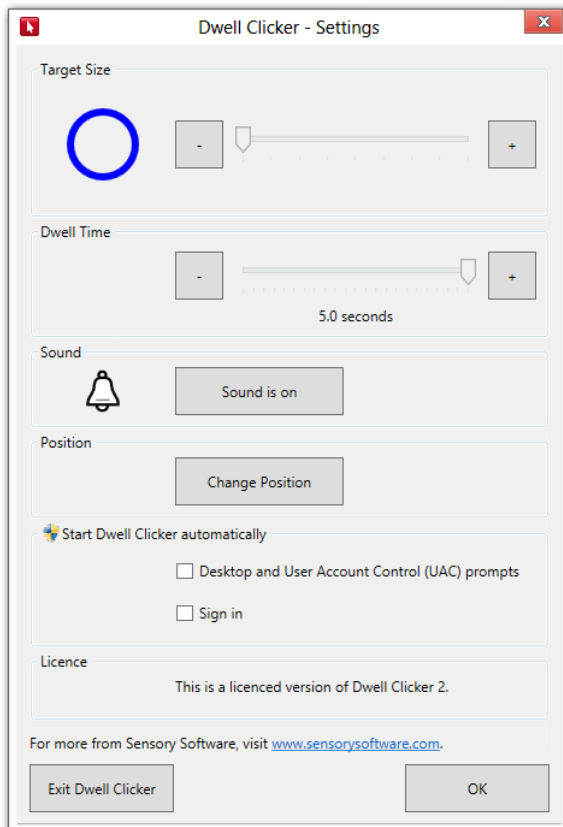 Dwell Clicker - Settings
x
Target Size
-
+
Dwell Time
-
+
5.0 seconds
Sound
Sound is on
Position
Change Position
Start Dwell Clicker automatically
Desktop and User Account Control (UAC) prompts
Sign in
Licence
This is a licenced version of Dwell Clicker 2.
For more from Sensory Software, visit www.sensorysoftware.com.
Exit Dwell Clicker
OK